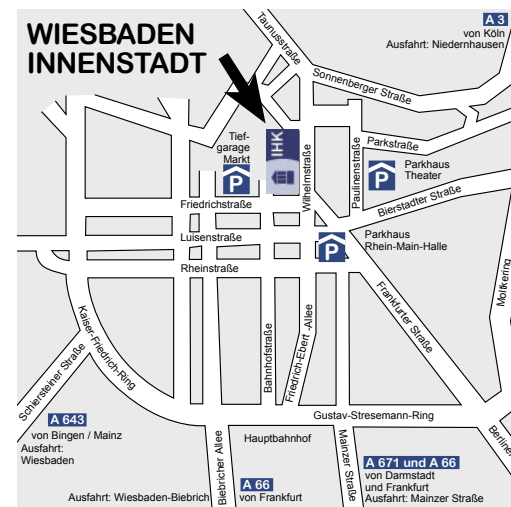 WIESBADEN
INNENSTADT
A 3
von Köln
Ausfahrt: Niedernhausen
Taunusstraße
Sonnenberger Straße
Parkstraße
Tief-
garage
Markt
P
IHK
Wilhelmstraße
Paulinenstraße
P
Parkhaus
Theater
Bierstadter Straße
Friedrichstraße
Luisenstraße
P
Parkhaus
Rhein-Main-Halle
Rheinstraße
Moltkering
Frankfurter Straße
Kaiser-Friedrich-Ring
Bahnhofstraße
Friedrich-Ebert -Allee
Schiersteiner Straße
Gustav-Stresemann-Ring
A 643
von Bingen / Mainz
Ausfahrt:
Wiesbaden
Hauptbahnhof
Biebricher Allee
Mainzer Straße
Berliner
A 671 und A 66
von Darmstadt
und Frankfurt
Ausfahrt: Mainzer Straße
A 66
von Frankfurt
Ausfahrt: Wiesbaden-Biebrich